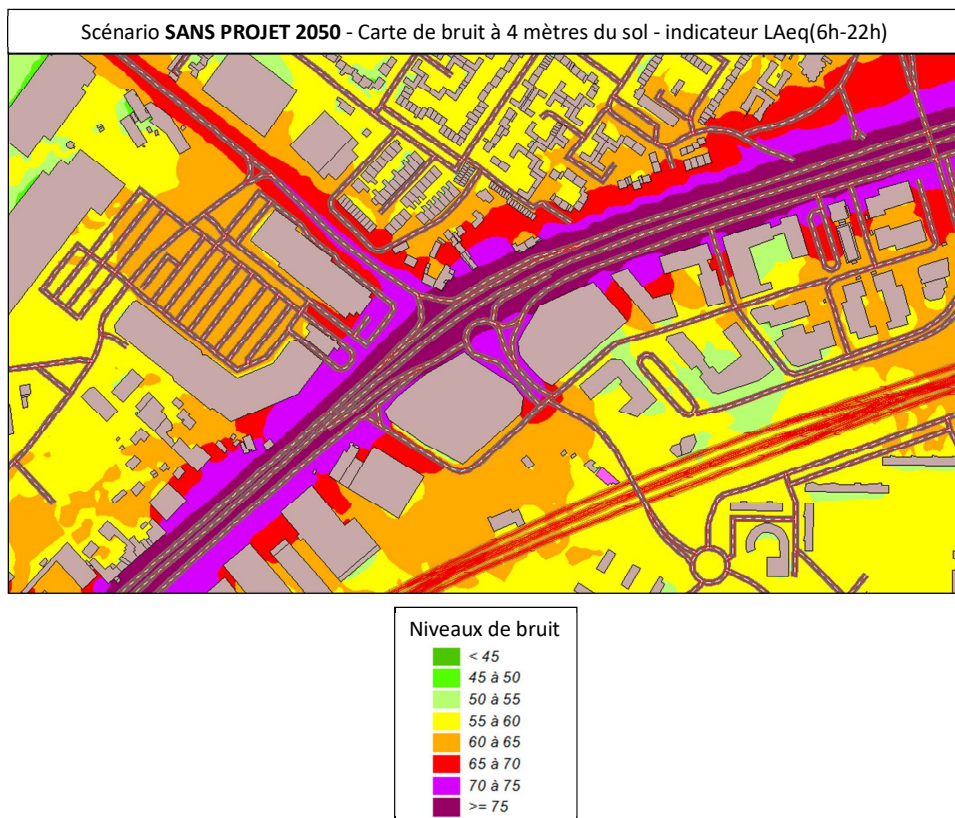 Scénario SANS PROJET 2050 - Carte de bruit à 4 mètres du sol - indicateur LAeq(6h-22h)
Niveaux de bruit
< 45
45 à 50
50 à 55
55 à 60
60 à 65
65 à 70
70 à 75
>= 75